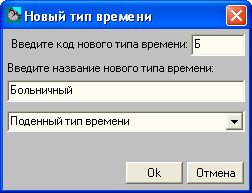 Новый тип времени
Введите код нового типа времени: Б
Введите название нового типа времени:
Больничный
Поденный тип времени
Ok Отмена